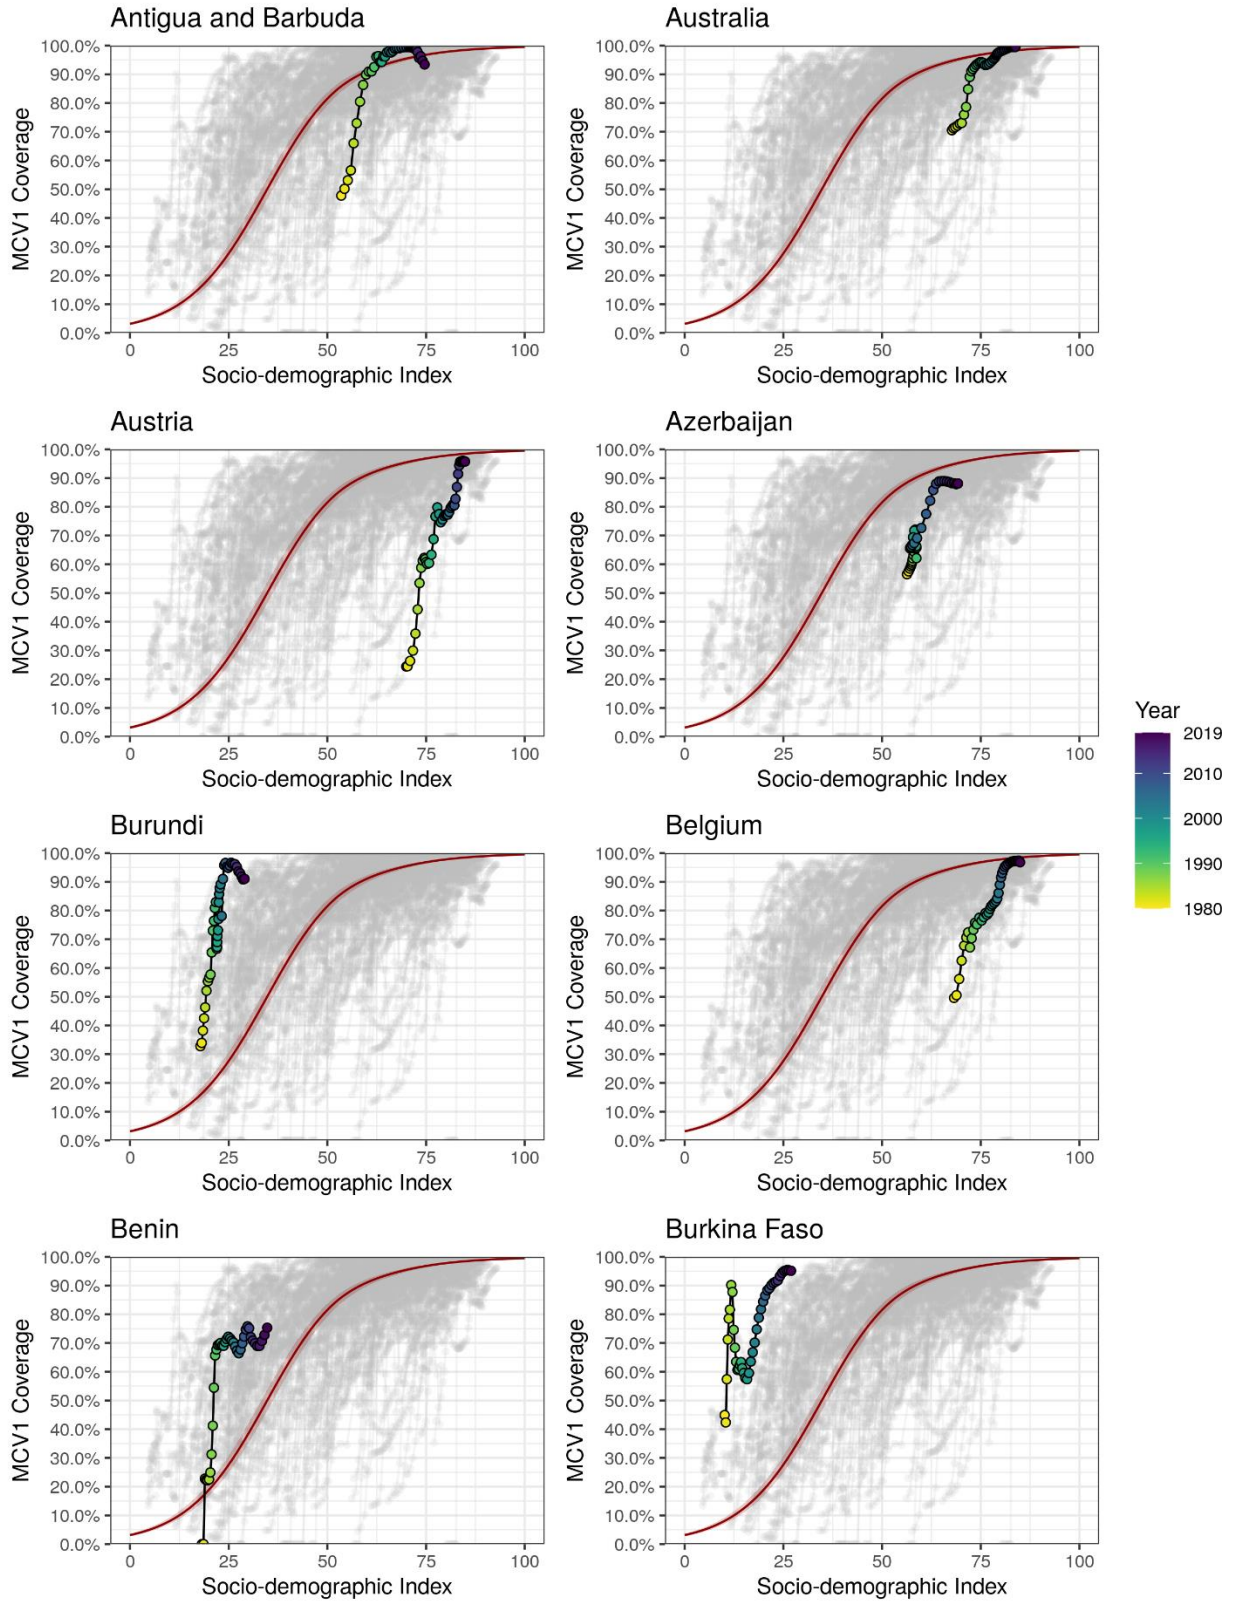 Antigua and Barbuda
MCV1 Coverage
100.0%
90.0%
80.0%
70.0%
60.0%
50.0%
40.0%
30.0%
20.0%
10.0%
0.0%
0 25 50 75 100
Socio-demographic Index
Australia
MCV1 Coverage
100.0%
90.0%
80.0%
70.0%
60.0%
50.0%
40.0%
30.0%
20.0%
10.0%
0.0%
0 25 50 75 100
Socio-demographic Index
Austria
MCV1 Coverage
100.0%
90.0%
80.0%
70.0%
60.0%
50.0%
40.0%
30.0%
20.0%
10.0%
0.0%
0 25 50 75 100
Socio-demographic Index
Azerbaijan
MCV1 Coverage
100.0%
90.0%
80.0%
70.0%
60.0%
50.0%
40.0%
30.0%
20.0%
10.0%
0.0%
0 25 50 75 100
Socio-demographic Index
Year
2019
2010
2000
1990
1980
Burundi
MCV1 Coverage
100.0%
90.0%
80.0%
70.0%
60.0%
50.0%
40.0%
30.0%
20.0%
10.0%
0.0%
0 25 50 75 100
Socio-demographic Index
Belgium
MCV1 Coverage
100.0%
90.0%
80.0%
70.0%
60.0%
50.0%
40.0%
30.0%
20.0%
10.0%
0.0%
0 25 50 75 100
Socio-demographic Index
Benin
MCV1 Coverage
100.0%
90.0%
80.0%
70.0%
60.0%
50.0%
40.0%
30.0%
20.0%
10.0%
0.0%
0 25 50 75 100
Socio-demographic Index
Burkina Faso
MCV1 Coverage
100.0%
90.0%
80.0%
70.0%
60.0%
50.0%
40.0%
30.0%
20.0%
10.0%
0.0%
0 25 50 75 100
Socio-demographic Index